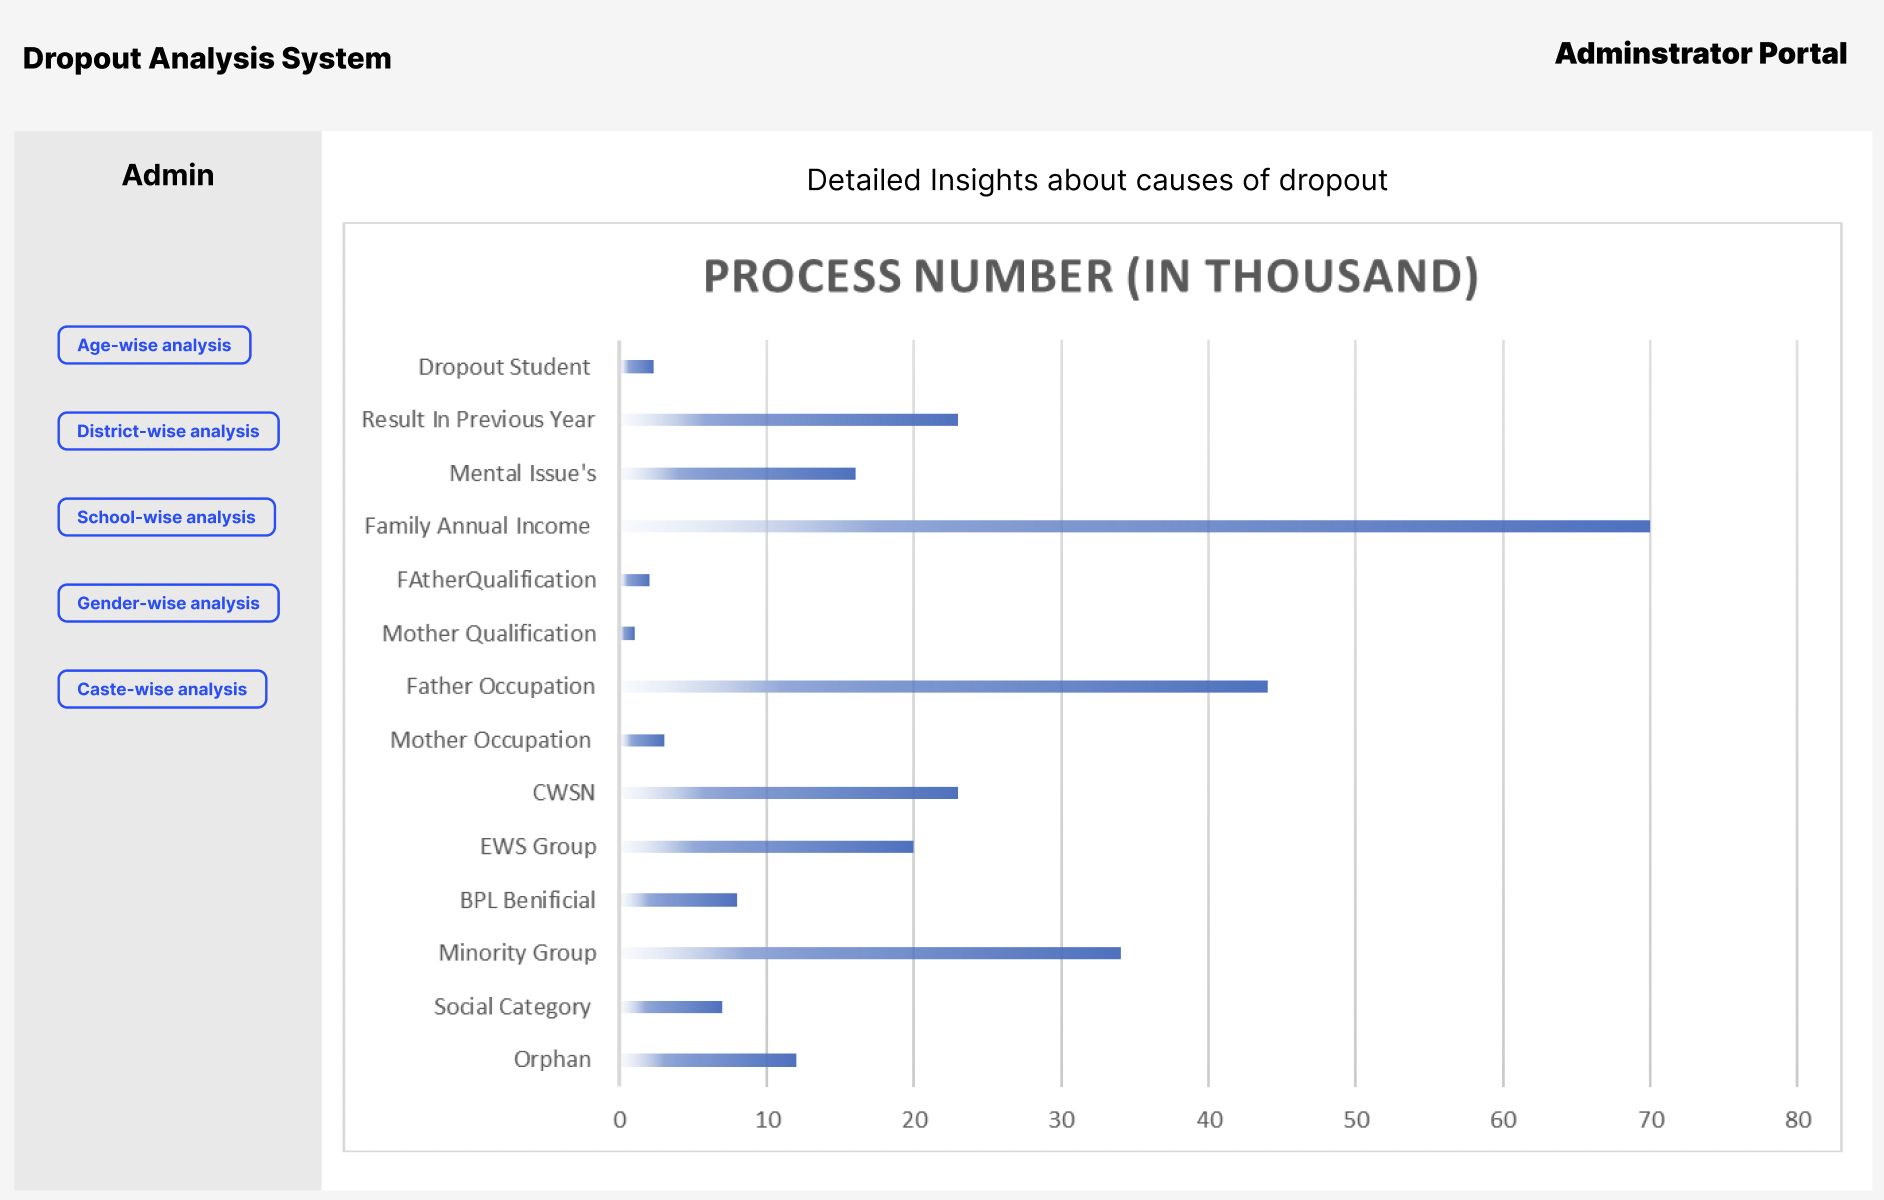 Dropout Analysis System
Adminstrator Portal
Admin
Age-wise analysis
District-wise analysis
School-wise analysis
Gender-wise analysis
Caste-wise analysis
Detailed Insights about causes of dropout
PROCESS NUMBER (IN THOUSAND)
Dropout Student
Result In Previous Year
Mental Issue's
Family Annual Income
FAtherQualification
Mother Qualification
Father Occupation
Mother Occupation
CWSN
EWS Group
BPL Benificial
Minority Group
Social Category
Orphan
0 10 20 30 40 50 60 70 80